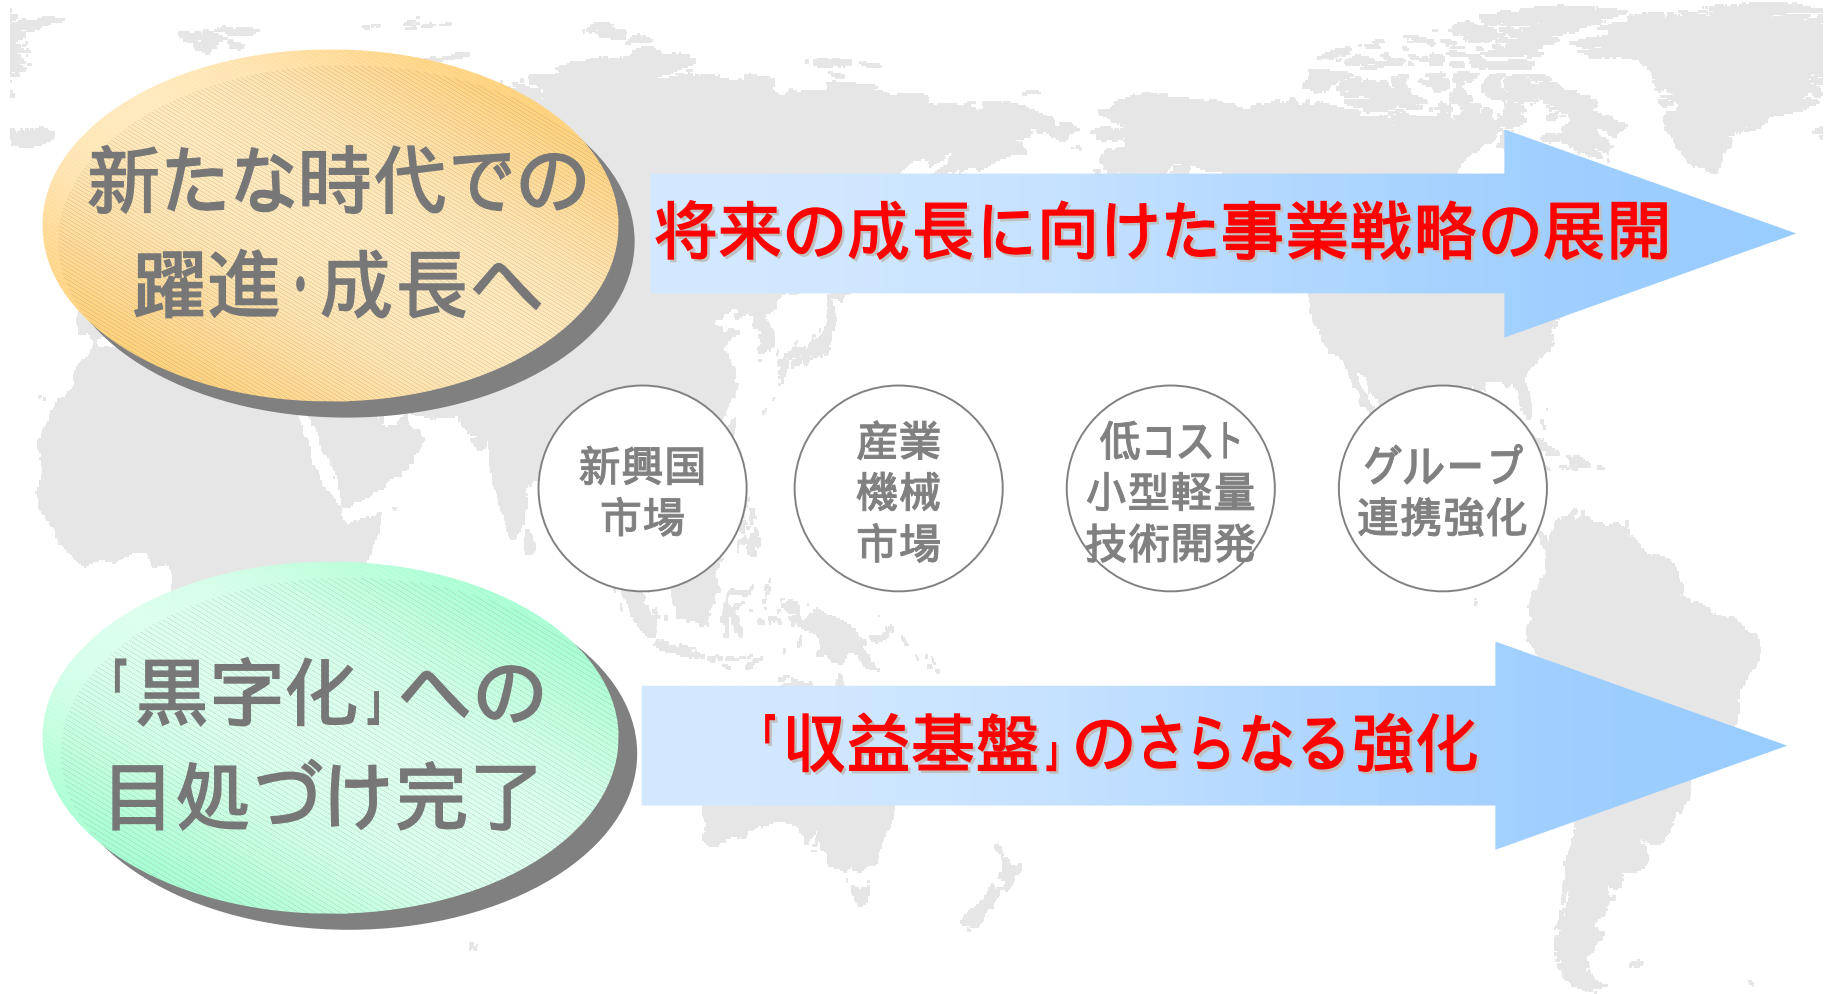 新たな時代での
躍進・成長へ
将来の成長に向けた事業戦略の展開
新興国
市場
産業
機械
市場
低コスト
小型軽量
技術開発
グループ
連携強化
「黒字化」への
目処づけ完了
「収益基盤」のさらなる強化